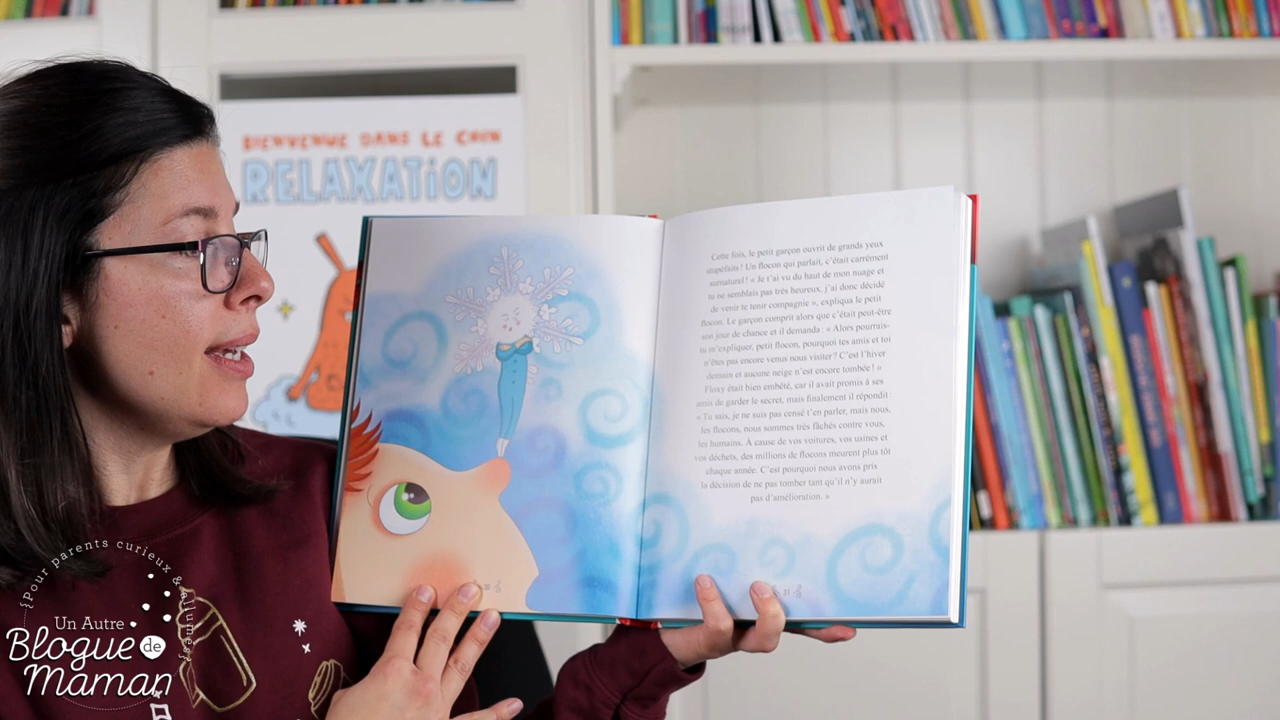 BIENVENUE DANS LE COIN
RELAXATiON
Cette fois, le petit garçon ouvrit de grands yeux
stupéfaits ! Un flocon qui parlait, c'était carrément
surnaturel ! « Je t'ai vu du haut de mon nuage et
tu ne semblais pas très heureux, j'ai donc décidé
de venir te tenir compagnie », expliqua le petit
flocon. Le garçon comprit alors que c'était peut-être
son jour de chance et il demanda : « Alors pourrais-
tu m'expliquer, petit flocon, pourquoi tes amis et toi
n'êtes pas encore venus nous visiter ? C'est l'hiver
demain et aucune neige n'est encore tombée ! »
Floxy était bien embêté, car il avait promis à ses
amis de garder le secret, mais finalement il répondit :
« Tu sais, je ne suis pas censé t'en parler, mais nous,
les flocons, nous sommes très fâchés contre vous,
les humains. À cause de vos voitures, vos usines et
vos déchets, des millions de flocons meurent plus tôt
chaque année. C'est pourquoi nous avons pris
la décision de ne pas tomber tant qu'il n'y aurait
pas d'amélioration. »
{Pour parents curieux & allumés}
Un Autre
Blogue de
Maman